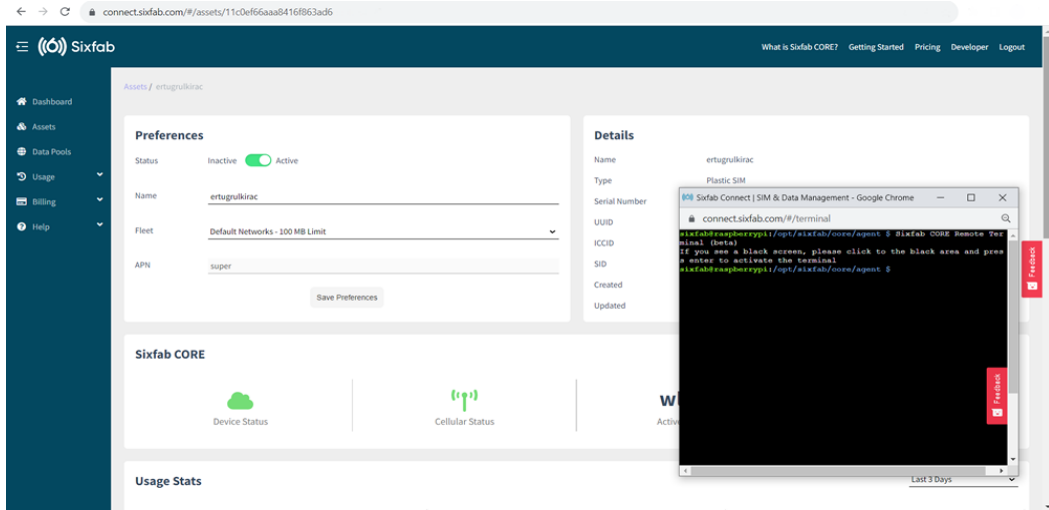 connect.sixfab.com/#/assets/11c0ef66aaa8416f863ad6
Sixfab
What is Sixfab CORE? Getting Started Pricing Developer Logout
Dashboard
Assets
Data Pools
Usage
Billing
Help
Assets / ertugrulkirac
Preferences
Status Inactive Active
Name ertugrulkirac
Fleet Default Networks - 100 MB Limit
APN super
Save Preferences
Details
Name ertugrulkirac
Type Plastic SIM
Serial Number
UUID
ICCID
SID
Created
Updated
Sixfab Connect | SIM & Data Management - Google Chrome
connect.sixfab.com/#/terminal
sixfab@raspberrypi:/opt/sixfab/core/agent $ Sixfab CORE Remote Ter
minal (beta)
If you see a black screen, please click to the black area and pres
s enter to activate the terminal
sixfab@raspberrypi:/opt/sixfab/core/agent $
Feedback
Feedback
Sixfab CORE
Device Status
Cellular Status
Usage Stats
Last 3 Days